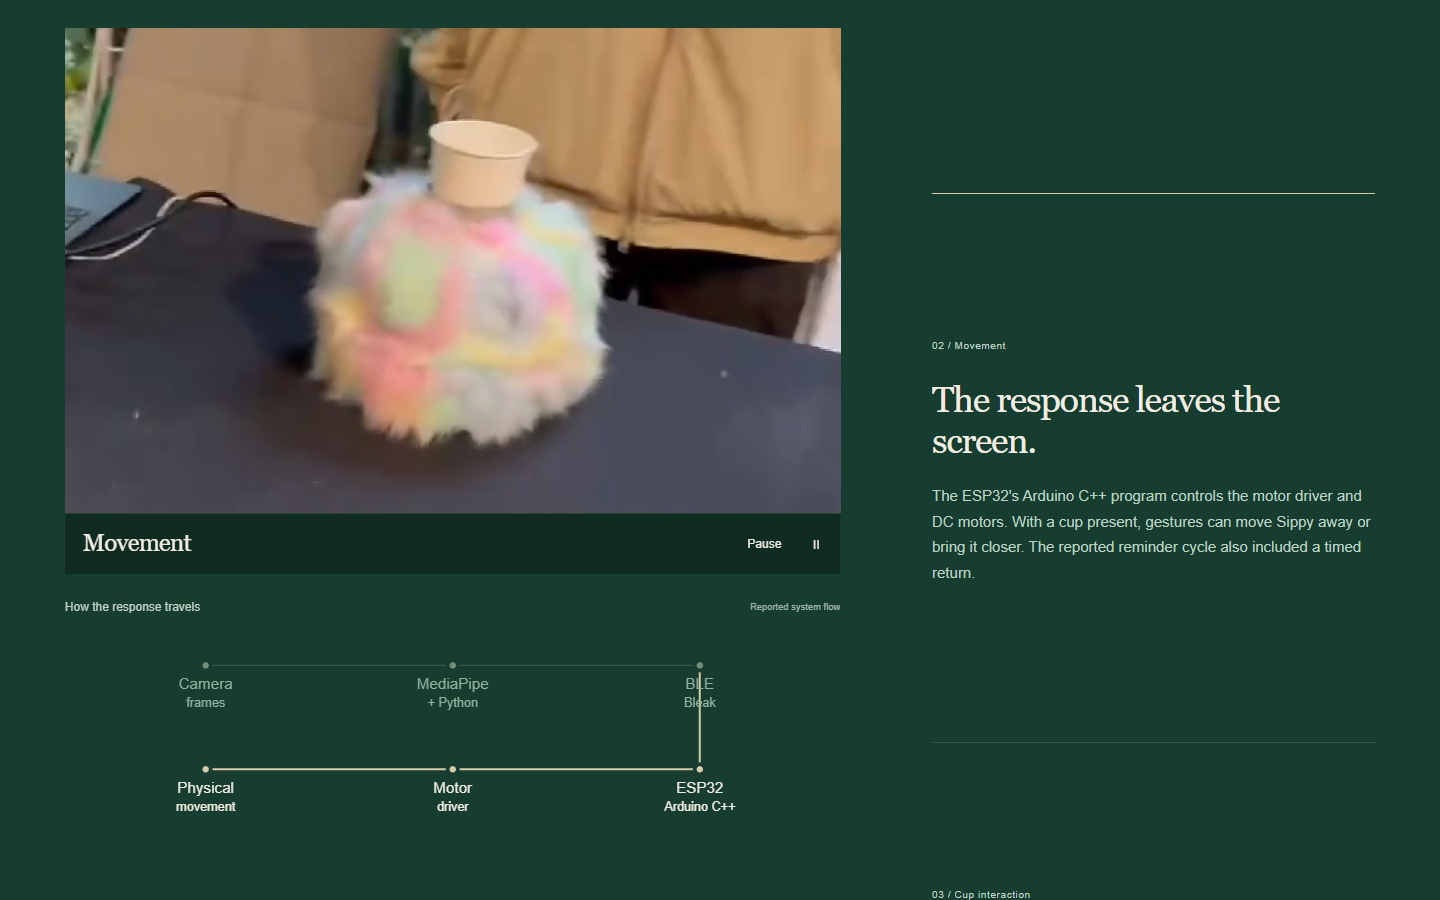 Movement
Pause
How the response travels
Reported system flow
Camera
frames
MediaPipe
+ Python
BLE
Bleak
Physical
movement
Motor
driver
ESP32
Arduino C++
02 / Movement
The response leaves the
screen.
The ESP32's Arduino C++ program controls the motor driver and
DC motors. With a cup present, gestures can move Sippy away or
bring it closer. The reported reminder cycle also included a timed
return.
03 / Cup interaction